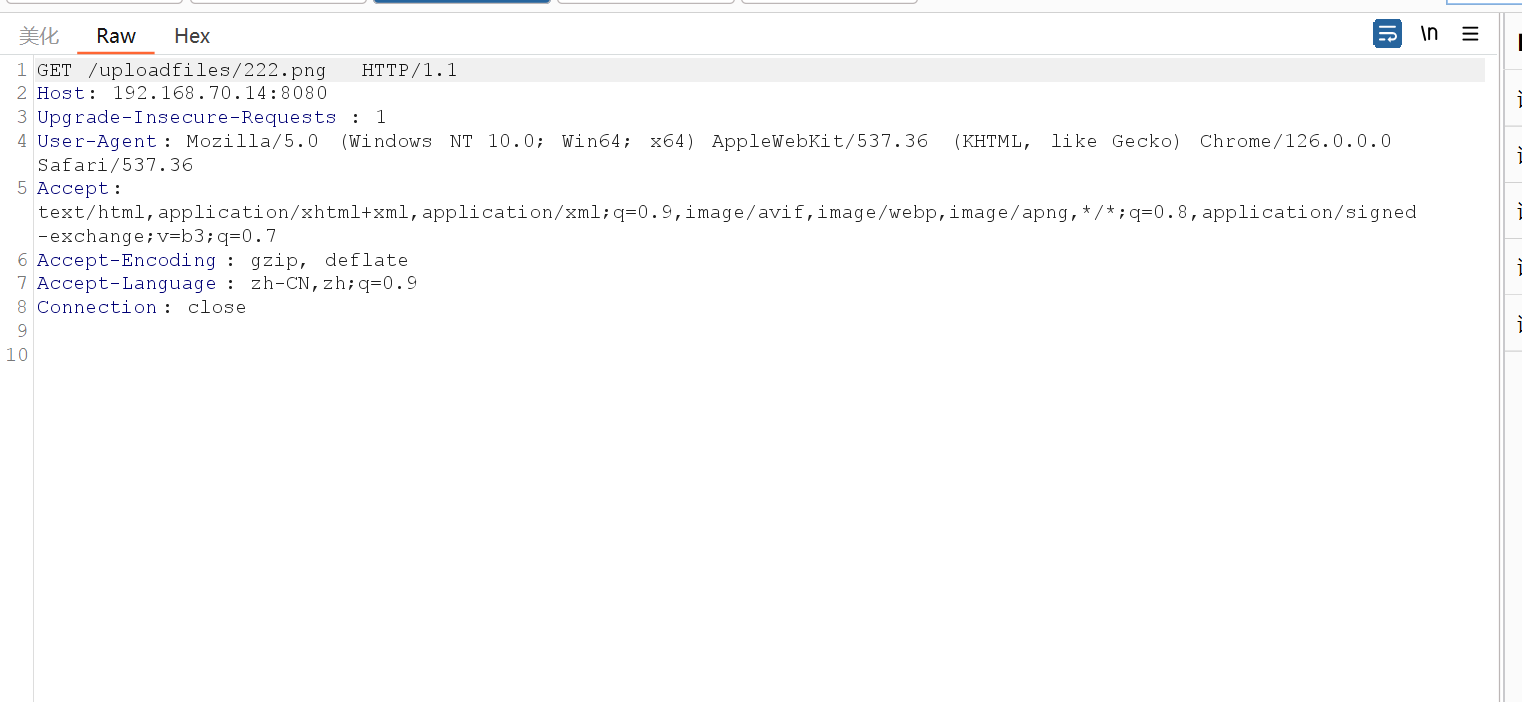 美化 Raw Hex \n
1 GET /uploadfiles/222.png HTTP/1.1
2 Host: 192.168.70.14:8080
3 Upgrade-Insecure-Requests : 1
4 User-Agent: Mozilla/5.0 (Windows NT 10.0; Win64; x64) AppleWebKit/537.36 (KHTML, like Gecko) Chrome/126.0.0.0
Safari/537.36
5 Accept:
text/html,application/xhtml+xml,application/xml;q=0.9,image/avif,image/webp,image/apng,*/*;q=0.8,application/signed
-exchange;v=b3;q=0.7
6 Accept-Encoding : gzip, deflate
7 Accept-Language : zh-CN,zh;q=0.9
8 Connection: close
9
10